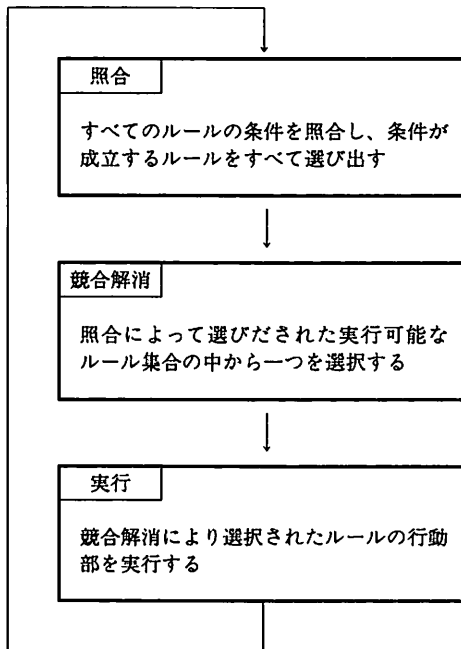 照合
すべてのルールの条件を照合し、条件が
成立するルールをすべて選び出す
競合解消
照合によって選びだされた実行可能な
ルール集合の中から一つを選択する
実行
競合解消により選択されたルールの行動
部を実行する